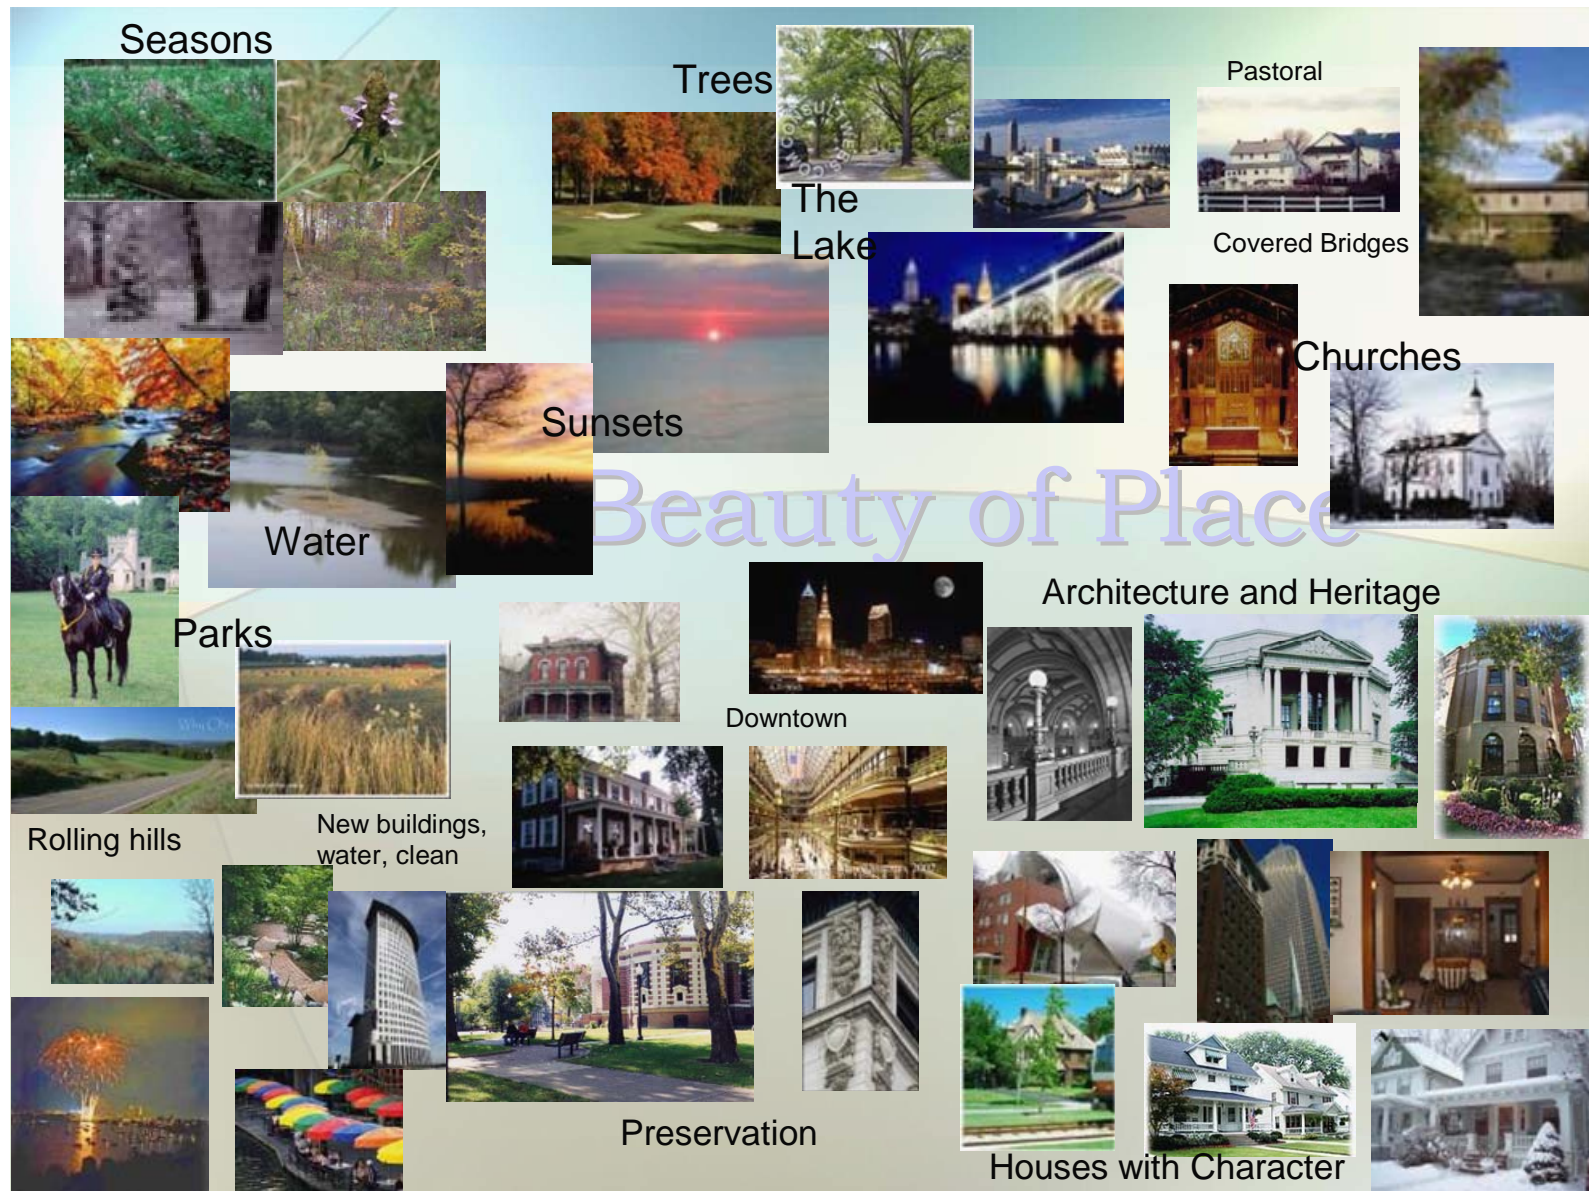 Seasons
Trees
Pastoral
The
Lake
Covered Bridges
Churches
Sunsets
Beauty of Place
Water
Architecture and Heritage
Parks
Downtown
New buildings,
water, clean
Rolling hills
Preservation
Houses with Character